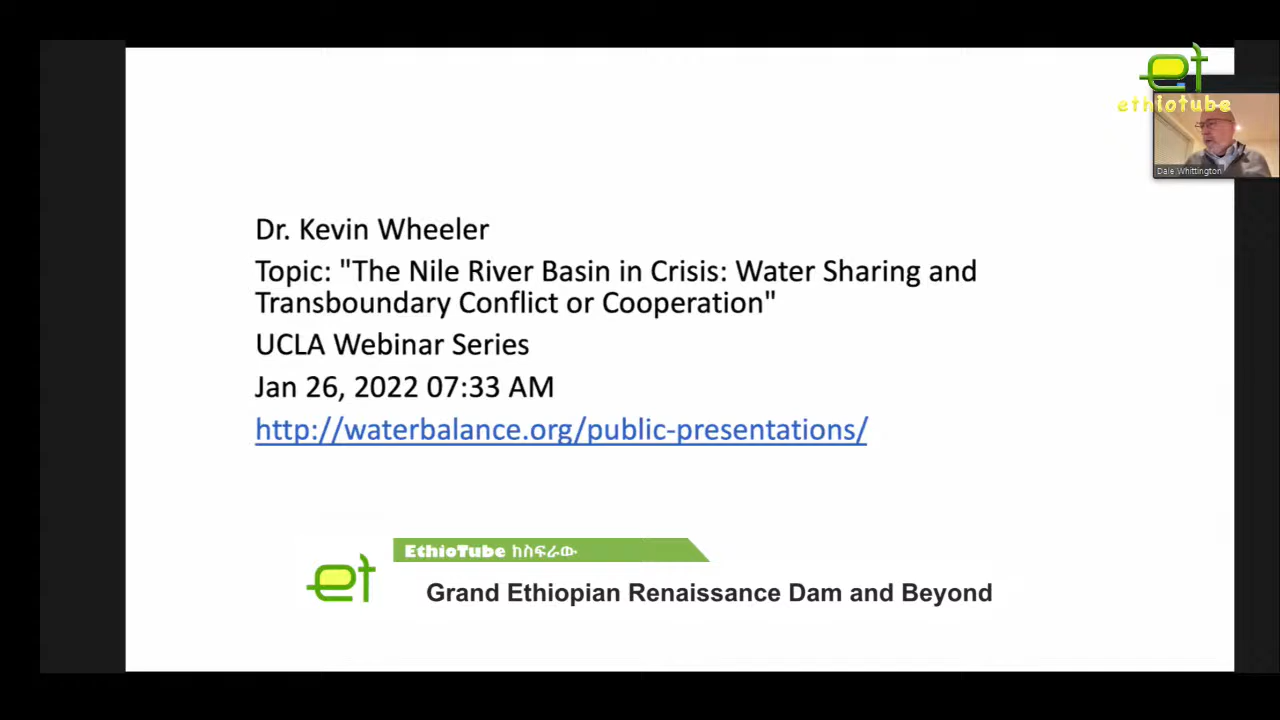 et
ethiotube
Dale Whittington
Dr. Kevin Wheeler
Topic: "The Nile River Basin in Crisis: Water Sharing and
Transboundary Conflict or Cooperation"
UCLA Webinar Series
Jan 26, 2022 07:33 AM
http://waterbalance.org/public-presentations/
et
EthioTube ከስፍራው
Grand Ethiopian Renaissance Dam and Beyond